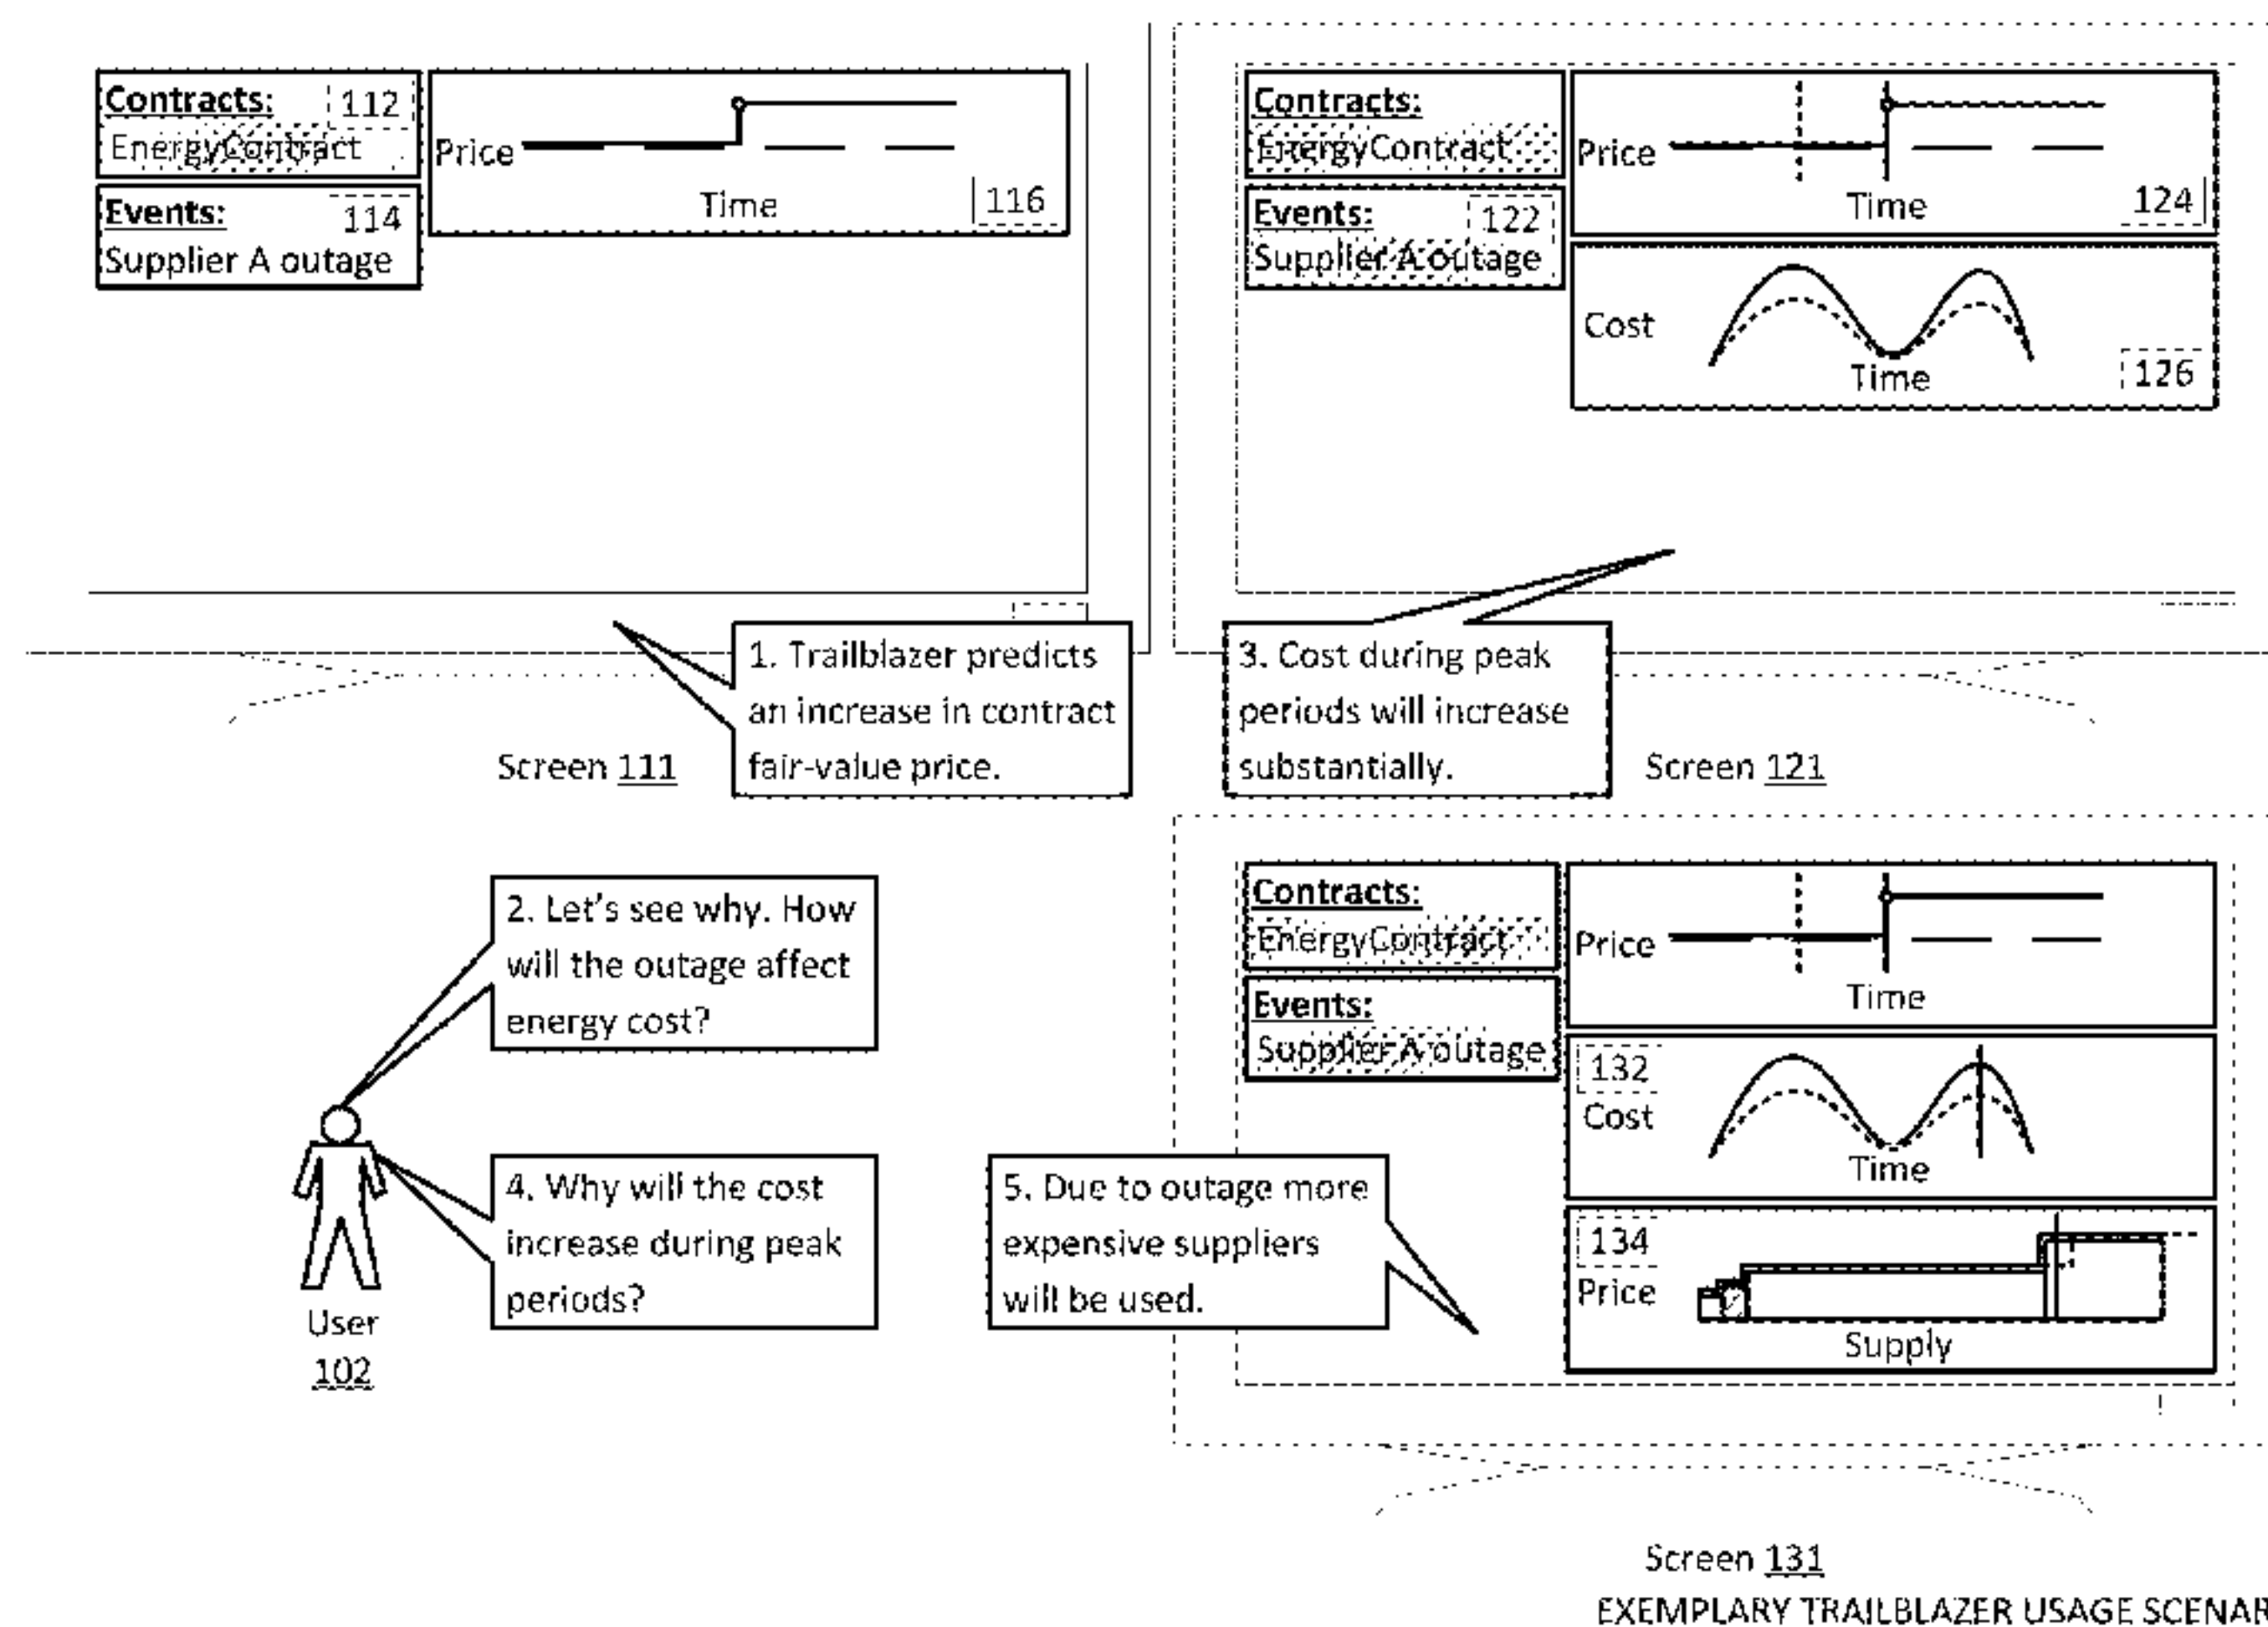 Contracts: 112
EnergyContract
Events: 114
Supplier A outage
Price
Time
116
Contracts:
EnergyContract
Events: 122
Supplier A outage
Price
Time
124
Cost
Time
126
1. Trailblazer predicts
an increase in contract
fair-value price.
Screen 111
3. Cost during peak
periods will increase
substantially.
Screen 121
2. Let's see why. How
will the outage affect
energy cost?
4. Why will the cost
increase during peak
periods?
User
102
Contracts:
EnergyContract
Events:
Supplier A outage
Price
Time
132
Cost
Time
134
Price
Supply
5. Due to outage more
expensive suppliers
will be used.
Screen 131
EXEMPLARY TRAILBLAZER USAGE SCENAR